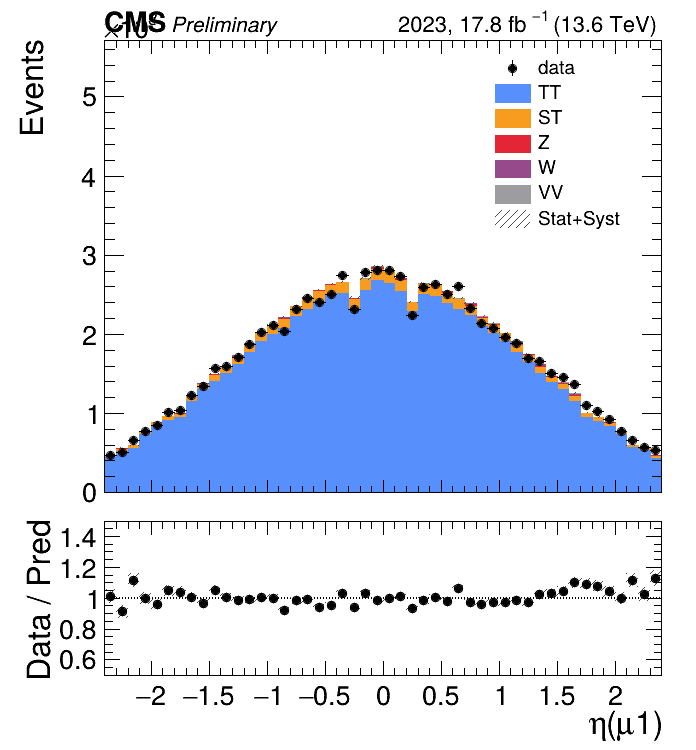 CMS Preliminary 2023, 17.8 fb⁻¹ (13.6 TeV)
Events
5
4
3
2
1
0
data
TT
ST
Z
W
VV
Stat+Syst
Data / Pred
1.4
1.2
1
0.8
0.6
−2 −1.5 −1 −0.5 0 0.5 1 1.5 2
η(μ1)